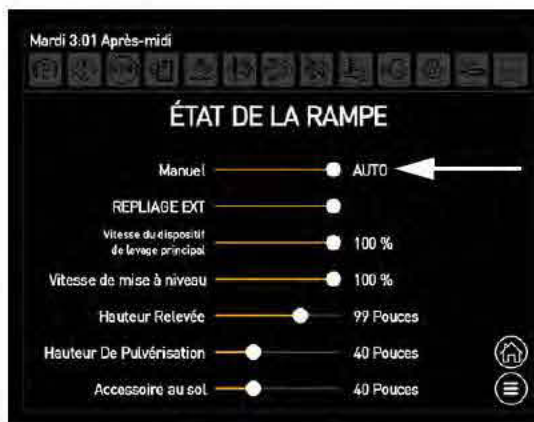 Mardi 3:01 Après-midi
ÉTAT DE LA RAMPE
Manuel AUTO
REPLIAGE EXT
Vitesse du dispositif
de levage principal 100 %
Vitesse de mise à niveau 100 %
Hauteur Relevée 99 Pouces
Hauteur De Pulvérisation 40 Pouces
Accessoire au sol 40 Pouces